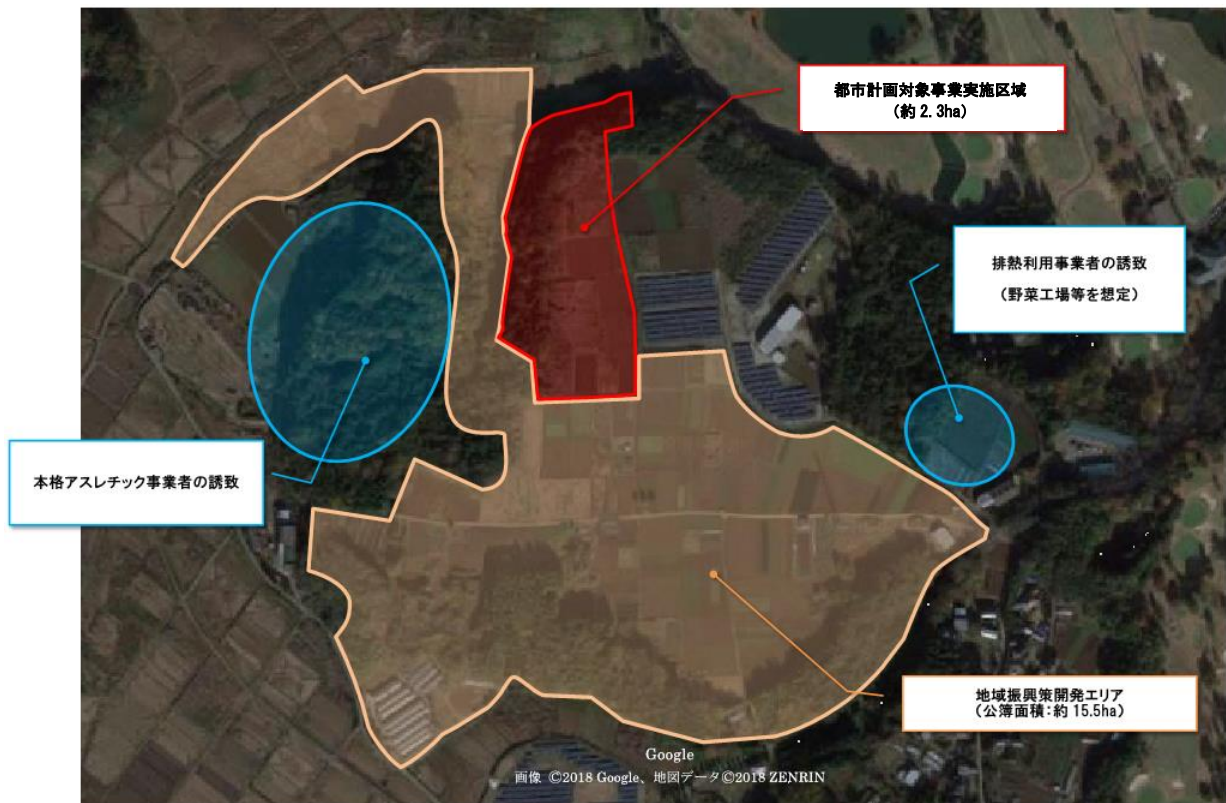 都市計画対象事業実施区域
(約 2.3ha)
排熱利用事業者の誘致
（野菜工場等を想定）
本格アスレチック事業者の誘致
地域振興策開発エリア
（公簿面積：約 15.5ha）
Google
画像 ©2018 Google、地図データ©2018 ZENRIN